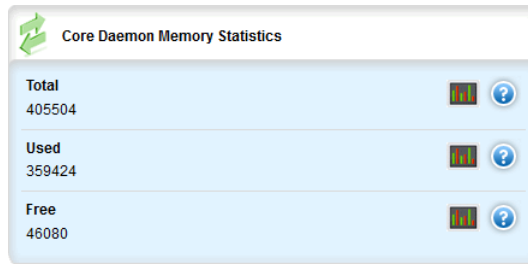 Core Daemon Memory Statistics
Total
405504
Used
359424
Free
46080